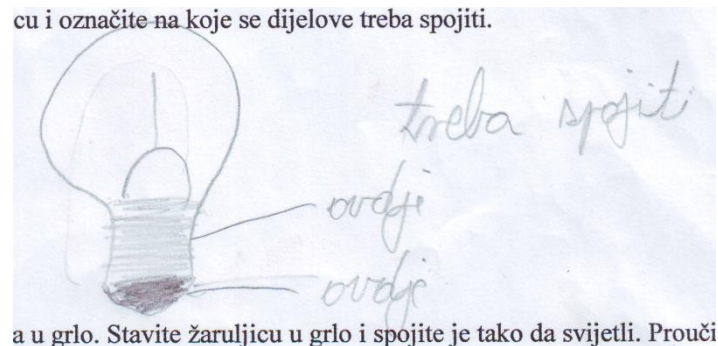 cu i označite na koje se dijelove treba spojiti.
treba spojiti
ovdje
ovdje
a u grlo. Stavite žaruljicu u grlo i spojite je tako da svijetli. Prouči